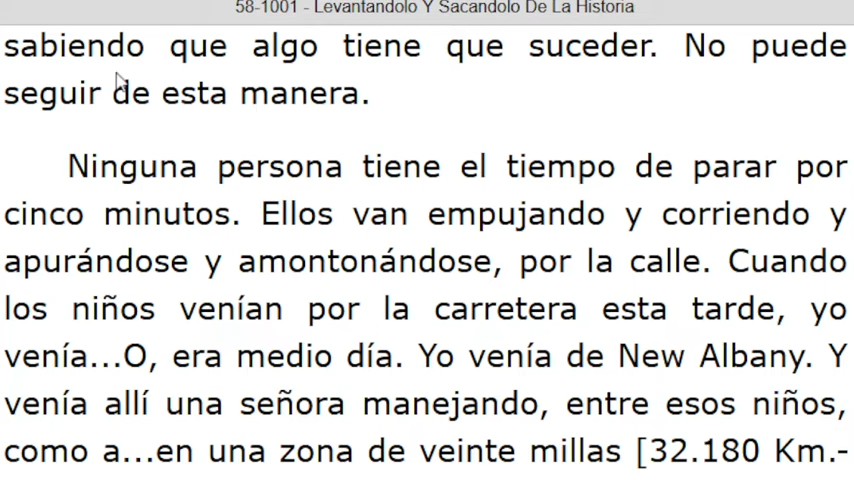 58-1001 - Levantandolo Y Sacandolo De La Historia
sabiendo que algo tiene que suceder. No puede
seguir de esta manera.
Ninguna persona tiene el tiempo de parar por
cinco minutos. Ellos van empujando y corriendo y
apurándose y amontonándose, por la calle. Cuando
los niños venían por la carretera esta tarde, yo
venía...O, era medio día. Yo venía de New Albany. Y
venía allí una señora manejando, entre esos niños,
como a...en una zona de veinte millas [32.180 Km.-